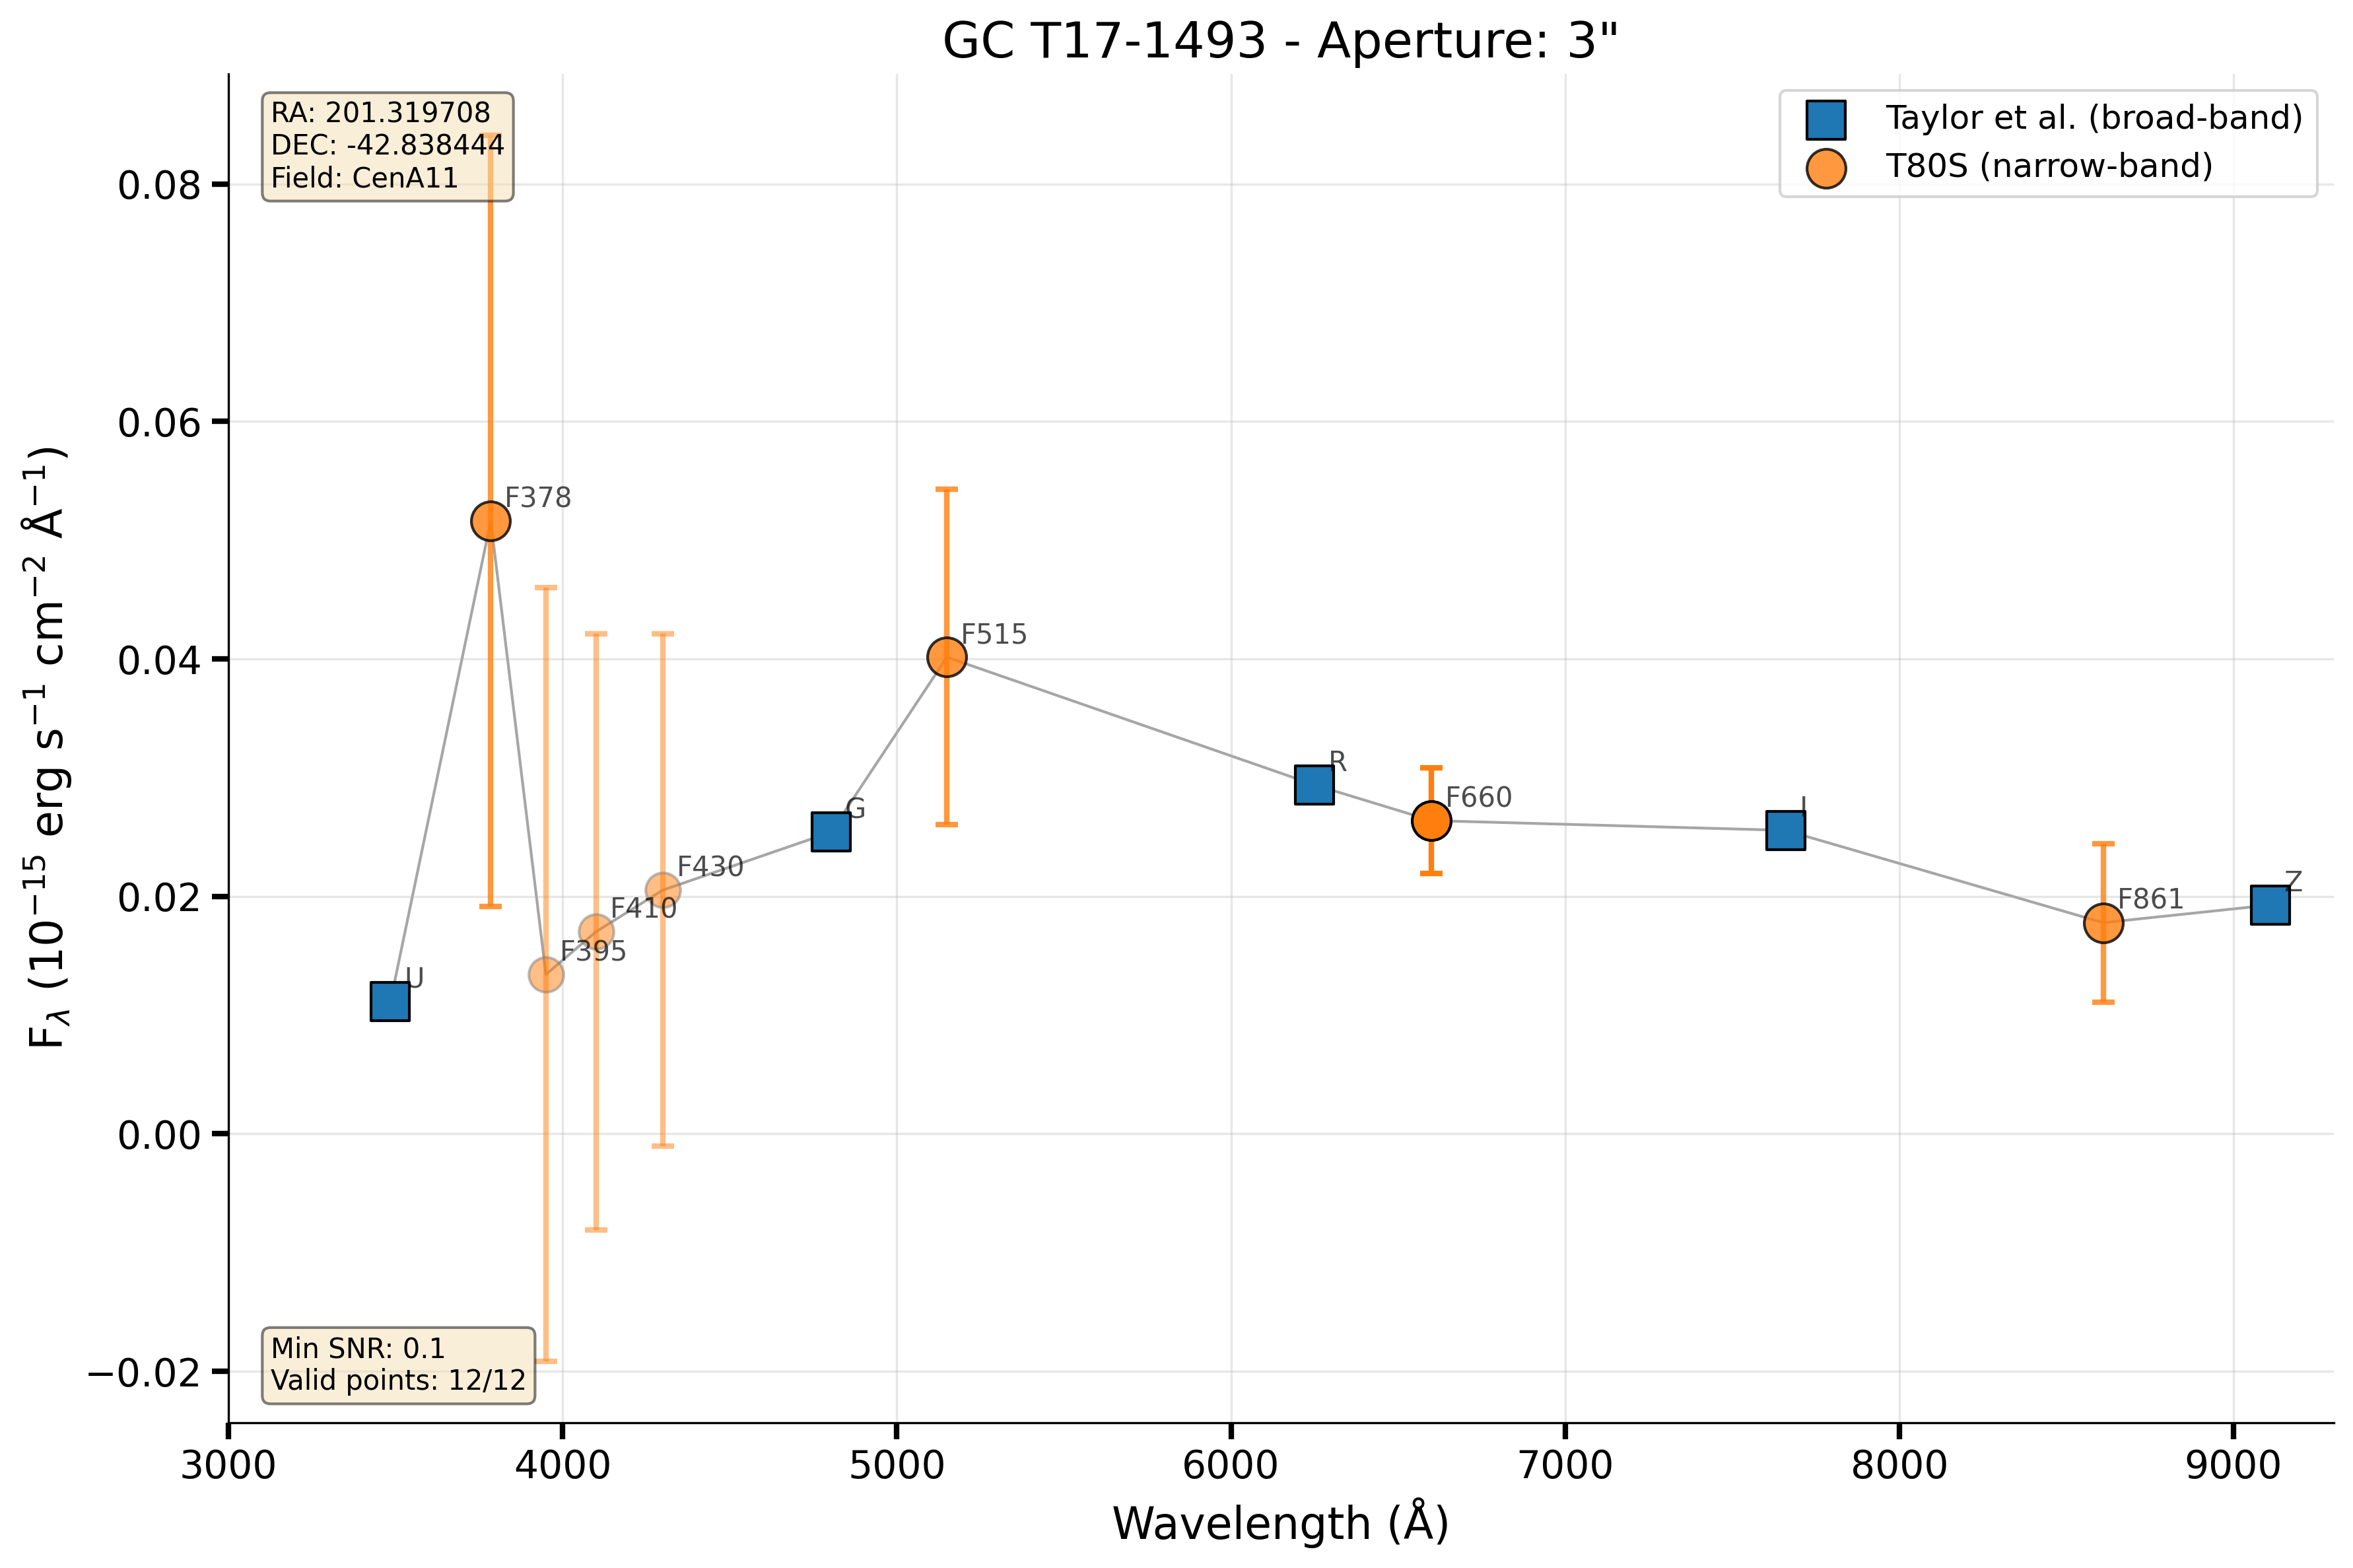 GC T17-1493 - Aperture: 3"
RA: 201.319708
DEC: -42.838444
Field: CenA11
Taylor et al. (broad-band)
T80S (narrow-band)
0.08
0.06
0.04
0.02
0.00
−0.02
F_λ (10⁻¹⁵ erg s⁻¹ cm⁻² Å⁻¹)
U
F378
F395
F410
F430
G
F515
R
F660
I
F861
Z
Min SNR: 0.1
Valid points: 12/12
3000 4000 5000 6000 7000 8000 9000
Wavelength (Å)